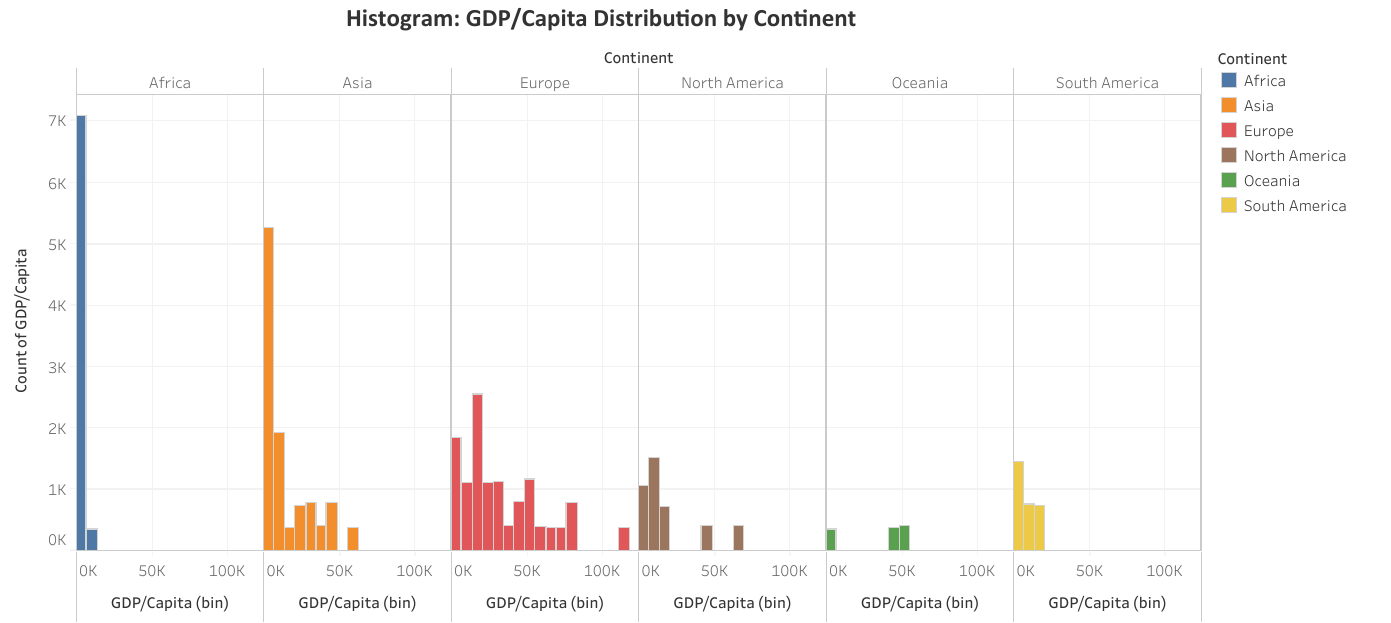 Histogram: GDP/Capita Distribution by Continent
Continent
Africa Asia Europe North America Oceania South America
Count of GDP/Capita
7K
6K
5K
4K
3K
2K
1K
0K
0K 50K 100K 0K 50K 100K 0K 50K 100K 0K 50K 100K 0K 50K 100K 0K 50K 100K
GDP/Capita (bin) GDP/Capita (bin) GDP/Capita (bin) GDP/Capita (bin) GDP/Capita (bin) GDP/Capita (bin)
Continent
Africa
Asia
Europe
North America
Oceania
South America